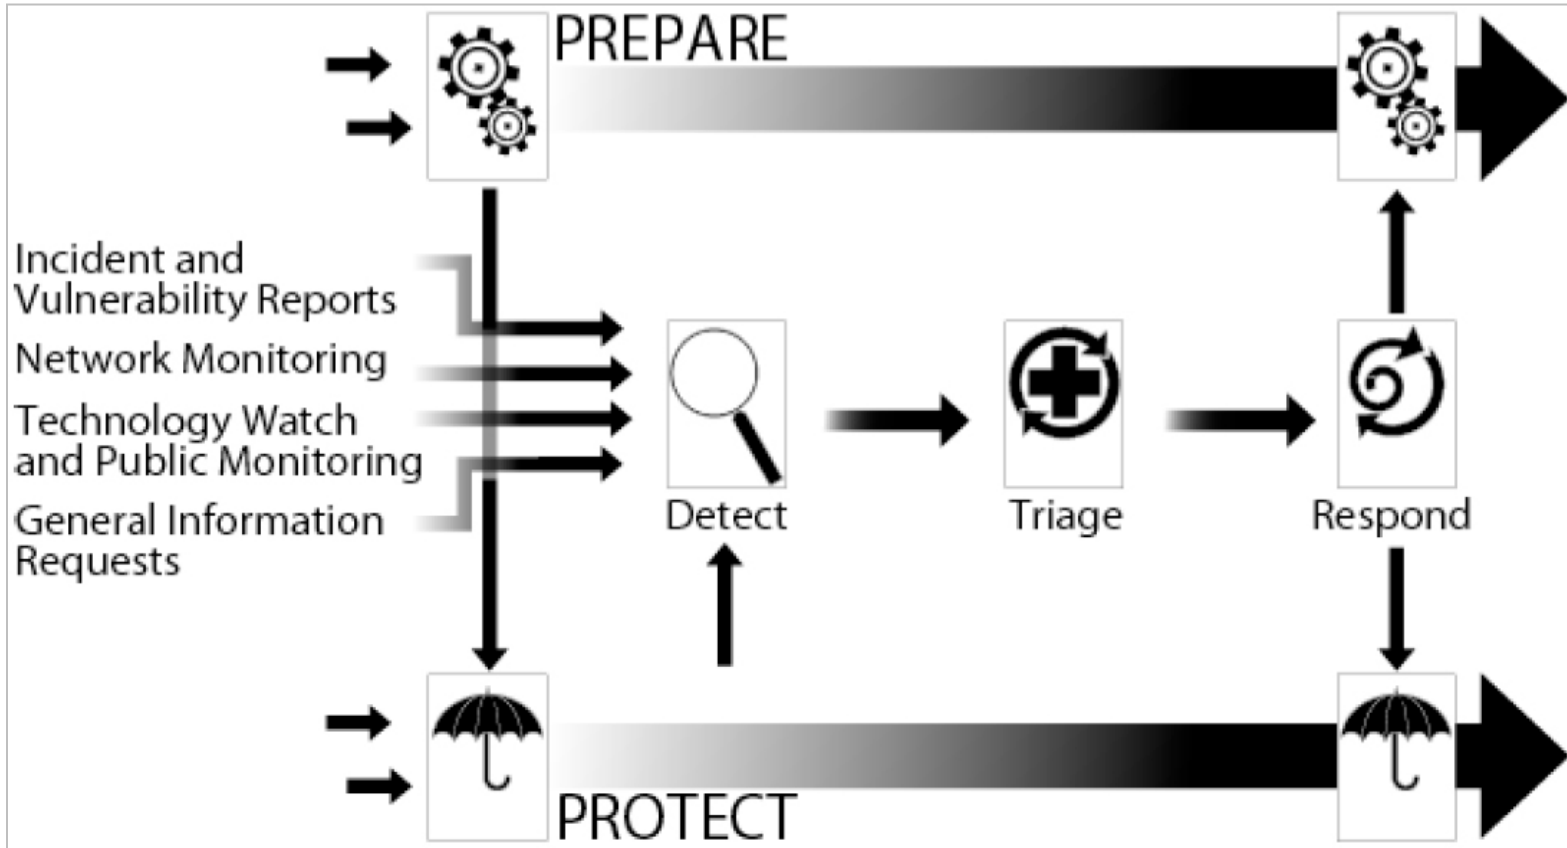 PREPARE
Incident and
Vulnerability Reports
Network Monitoring
Technology Watch
and Public Monitoring
General Information
Requests
Detect
Triage
Respond
PROTECT